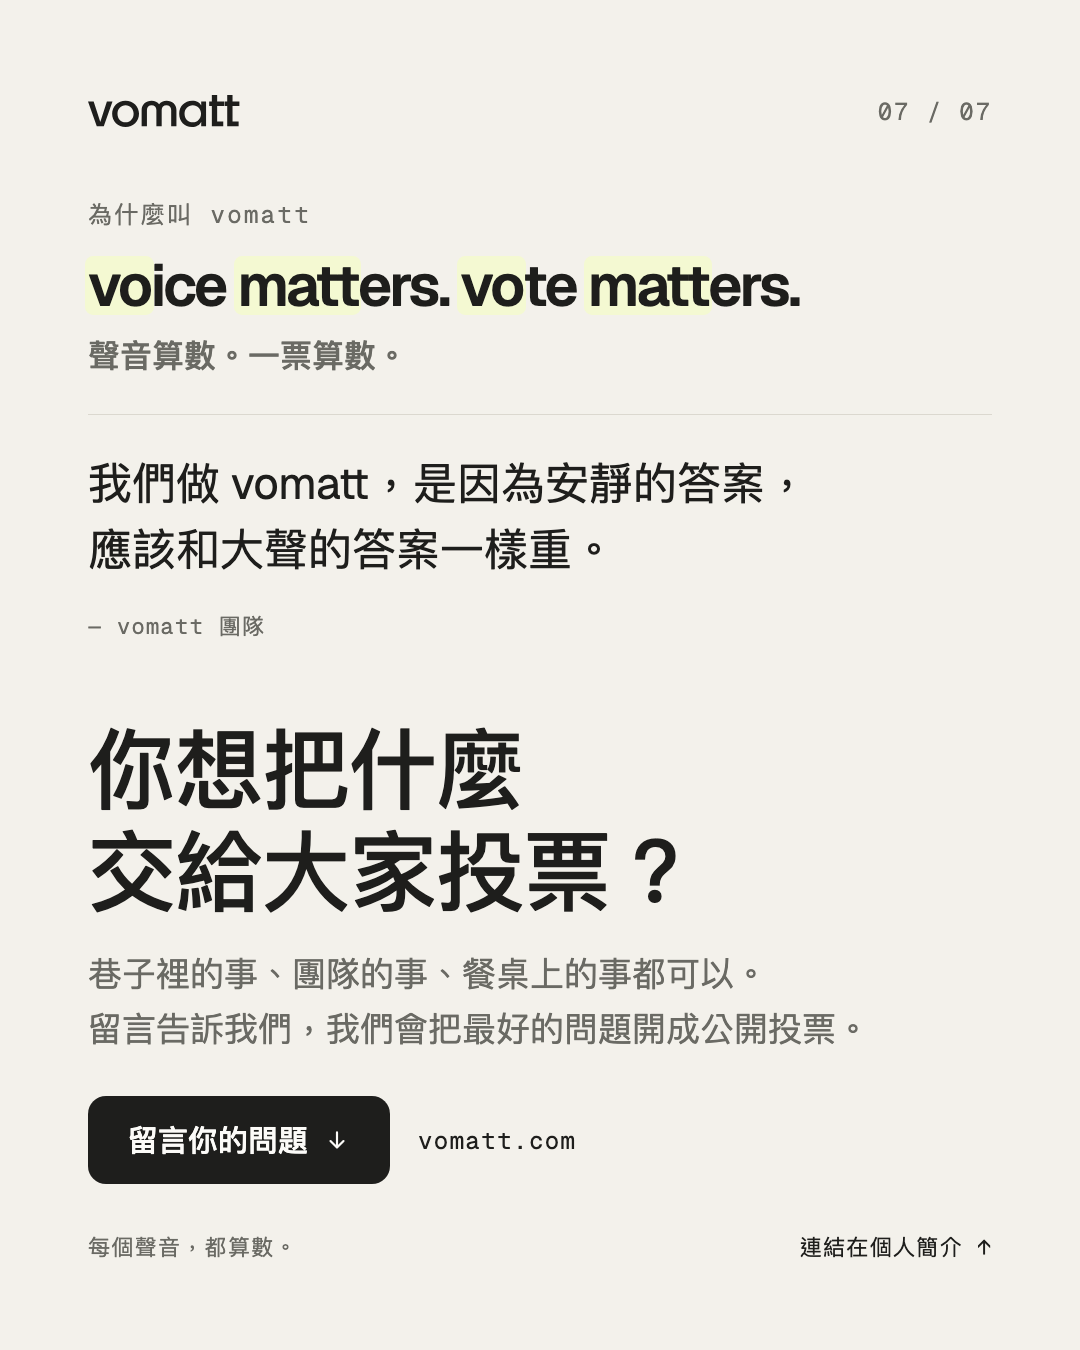 vomatt
07 / 07
為什麼叫 vomatt
voice matters. vote matters.
聲音算數。一票算數。
我們做 vomatt，是因為安靜的答案，
應該和大聲的答案一樣重。
— vomatt 團隊
你想把什麼
交給大家投票？
巷子裡的事、團隊的事、餐桌上的事都可以。
留言告訴我們，我們會把最好的問題開成公開投票。
留言你的問題 ↓
vomatt.com
每個聲音，都算數。
連結在個人簡介 ↑